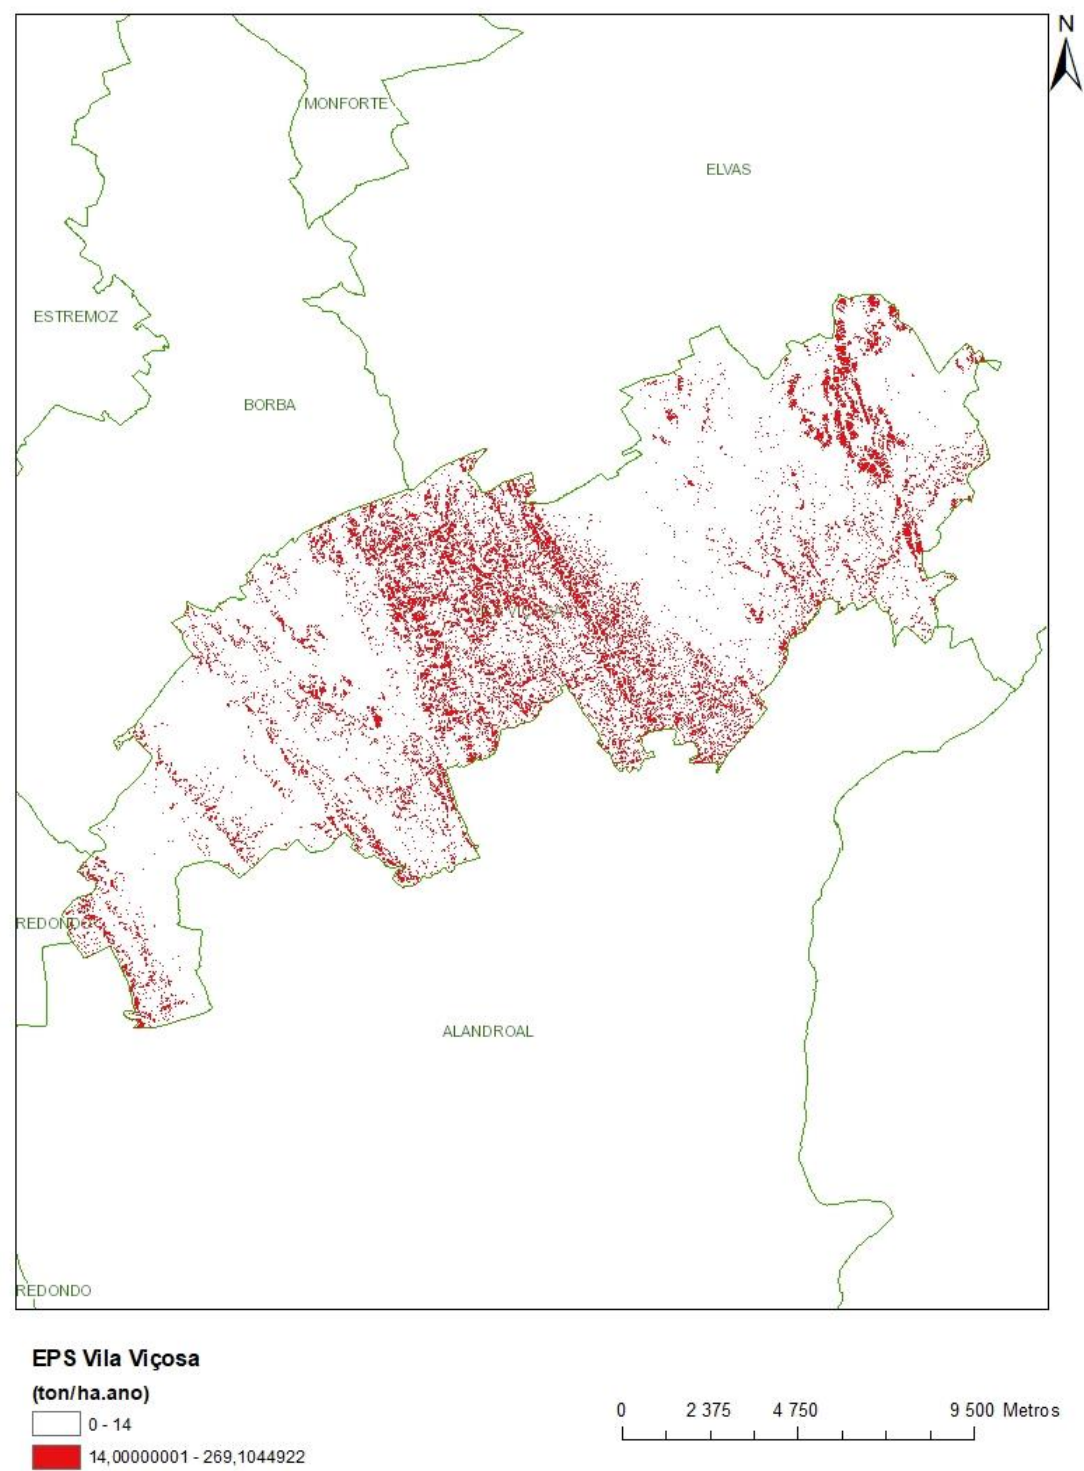 N
MONFORTE
ELVAS
ESTREMOZ
BORBA
REDONDO
ALANDROAL
REDONDO
EPS Vila Viçosa
(ton/ha.ano)
0 - 14
14,00000001 - 269,1044922
0 2 375 4 750 9 500 Metros